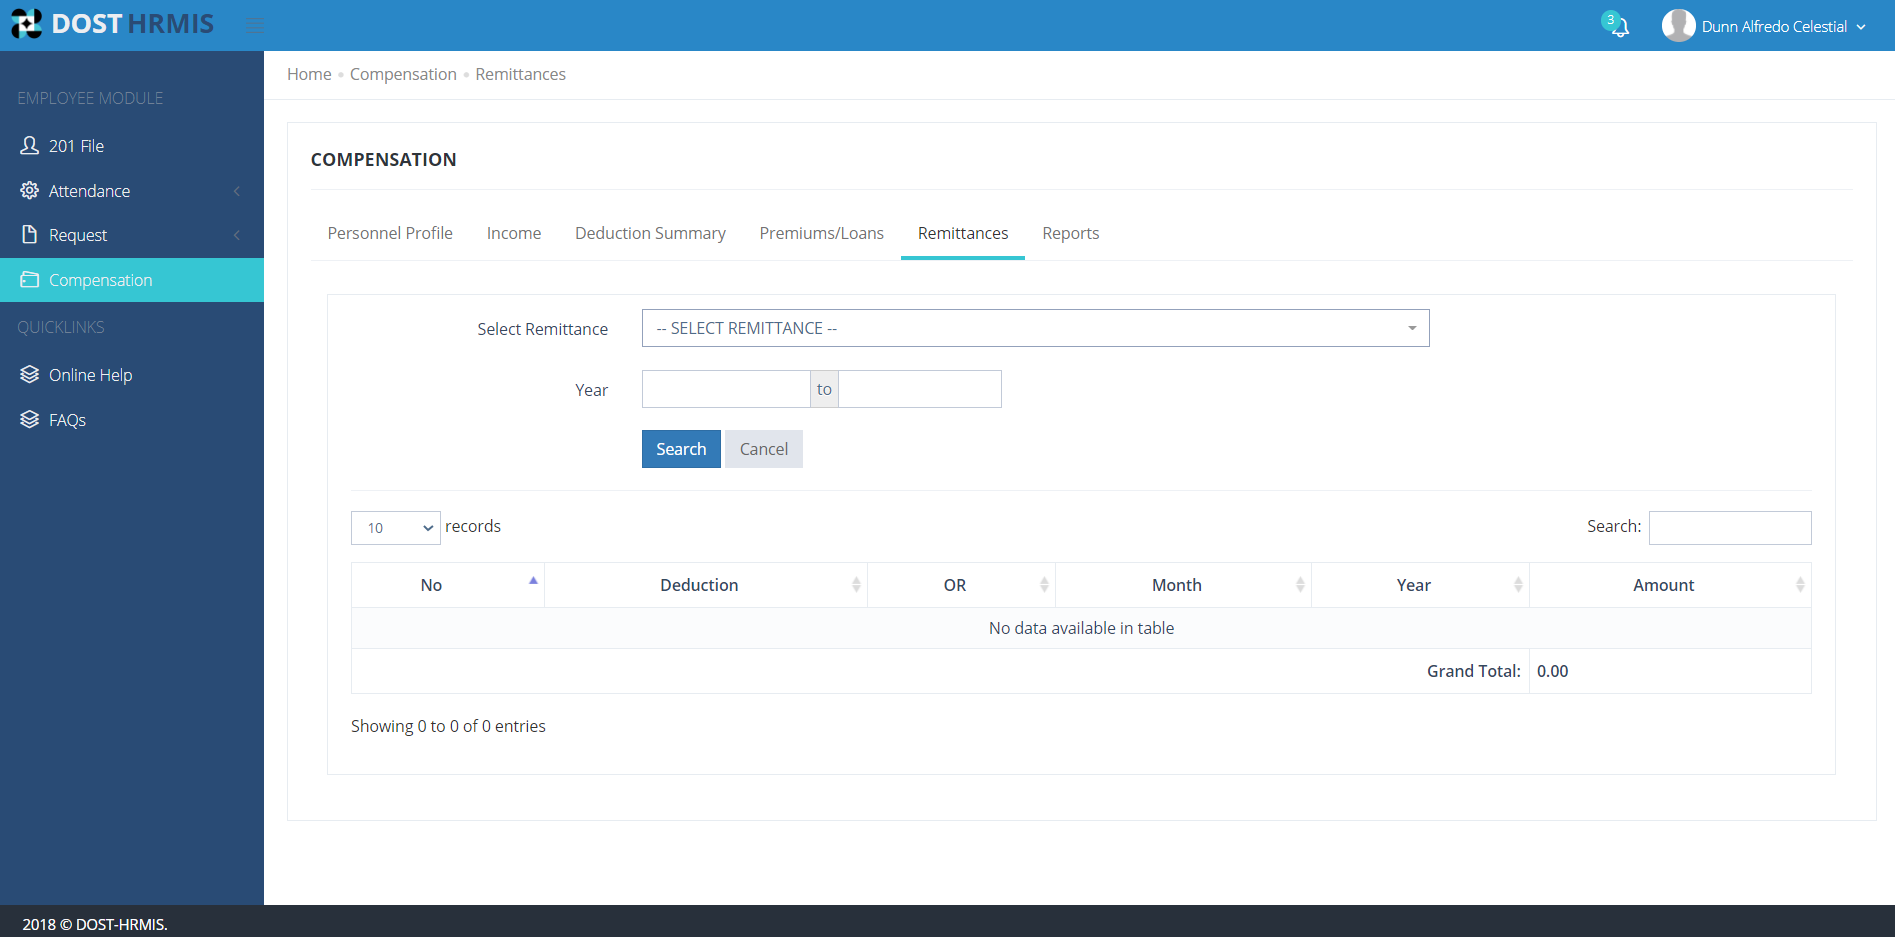 DOST HRMIS
3
Dunn Alfredo Celestial
EMPLOYEE MODULE
201 File
Attendance
Request
Compensation
QUICKLINKS
Online Help
FAQs
Home Compensation Remittances
COMPENSATION
Personnel Profile Income Deduction Summary Premiums/Loans Remittances Reports
Select Remittance -- SELECT REMITTANCE --
Year to
Search Cancel
10 records Search:
No Deduction OR Month Year Amount
No data available in table
Grand Total: 0.00
Showing 0 to 0 of 0 entries
2018 © DOST-HRMIS.